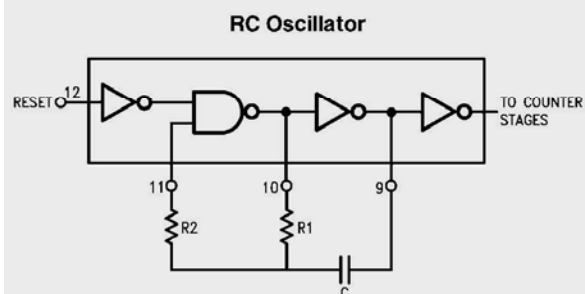 RC Oscillator
RESET 12
TO COUNTER
STAGES
11 10 9
R2 R1
C